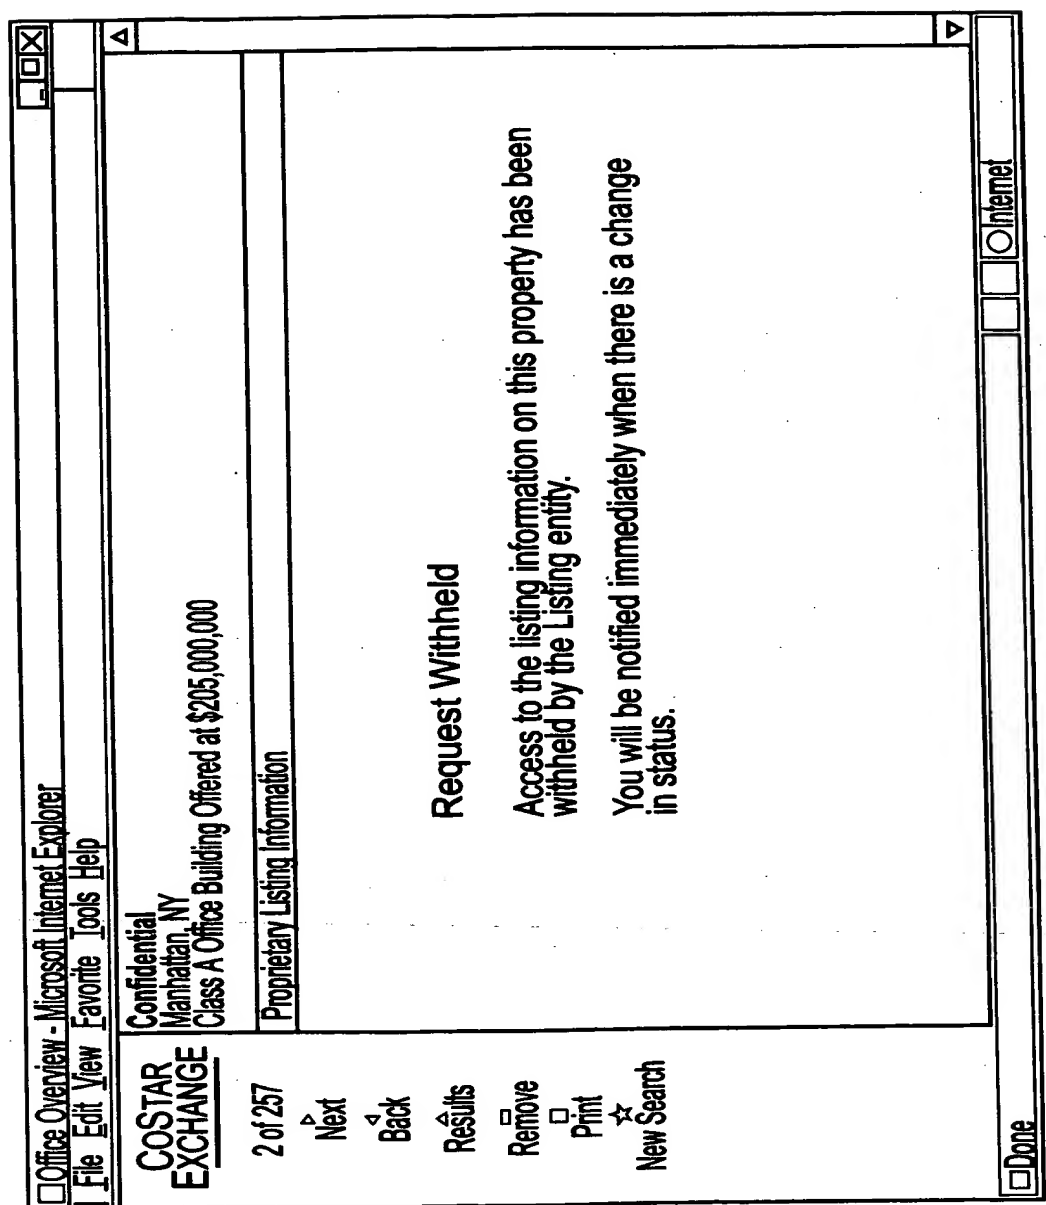 Office Overview - Microsoft Internet Explorer
File Edit View Favorite Tools Help
COSTAR
EXCHANGE
2 of 257
Next
Back
Results
Remove
Print
New Search
Confidential
Manhattan, NY
Class A Office Building Offered at $205,000,000
Proprietary Listing Information
Request Withheld
Access to the listing information on this property has been
withheld by the Listing entity.
You will be notified immediately when there is a change
in status.
Done
Internet